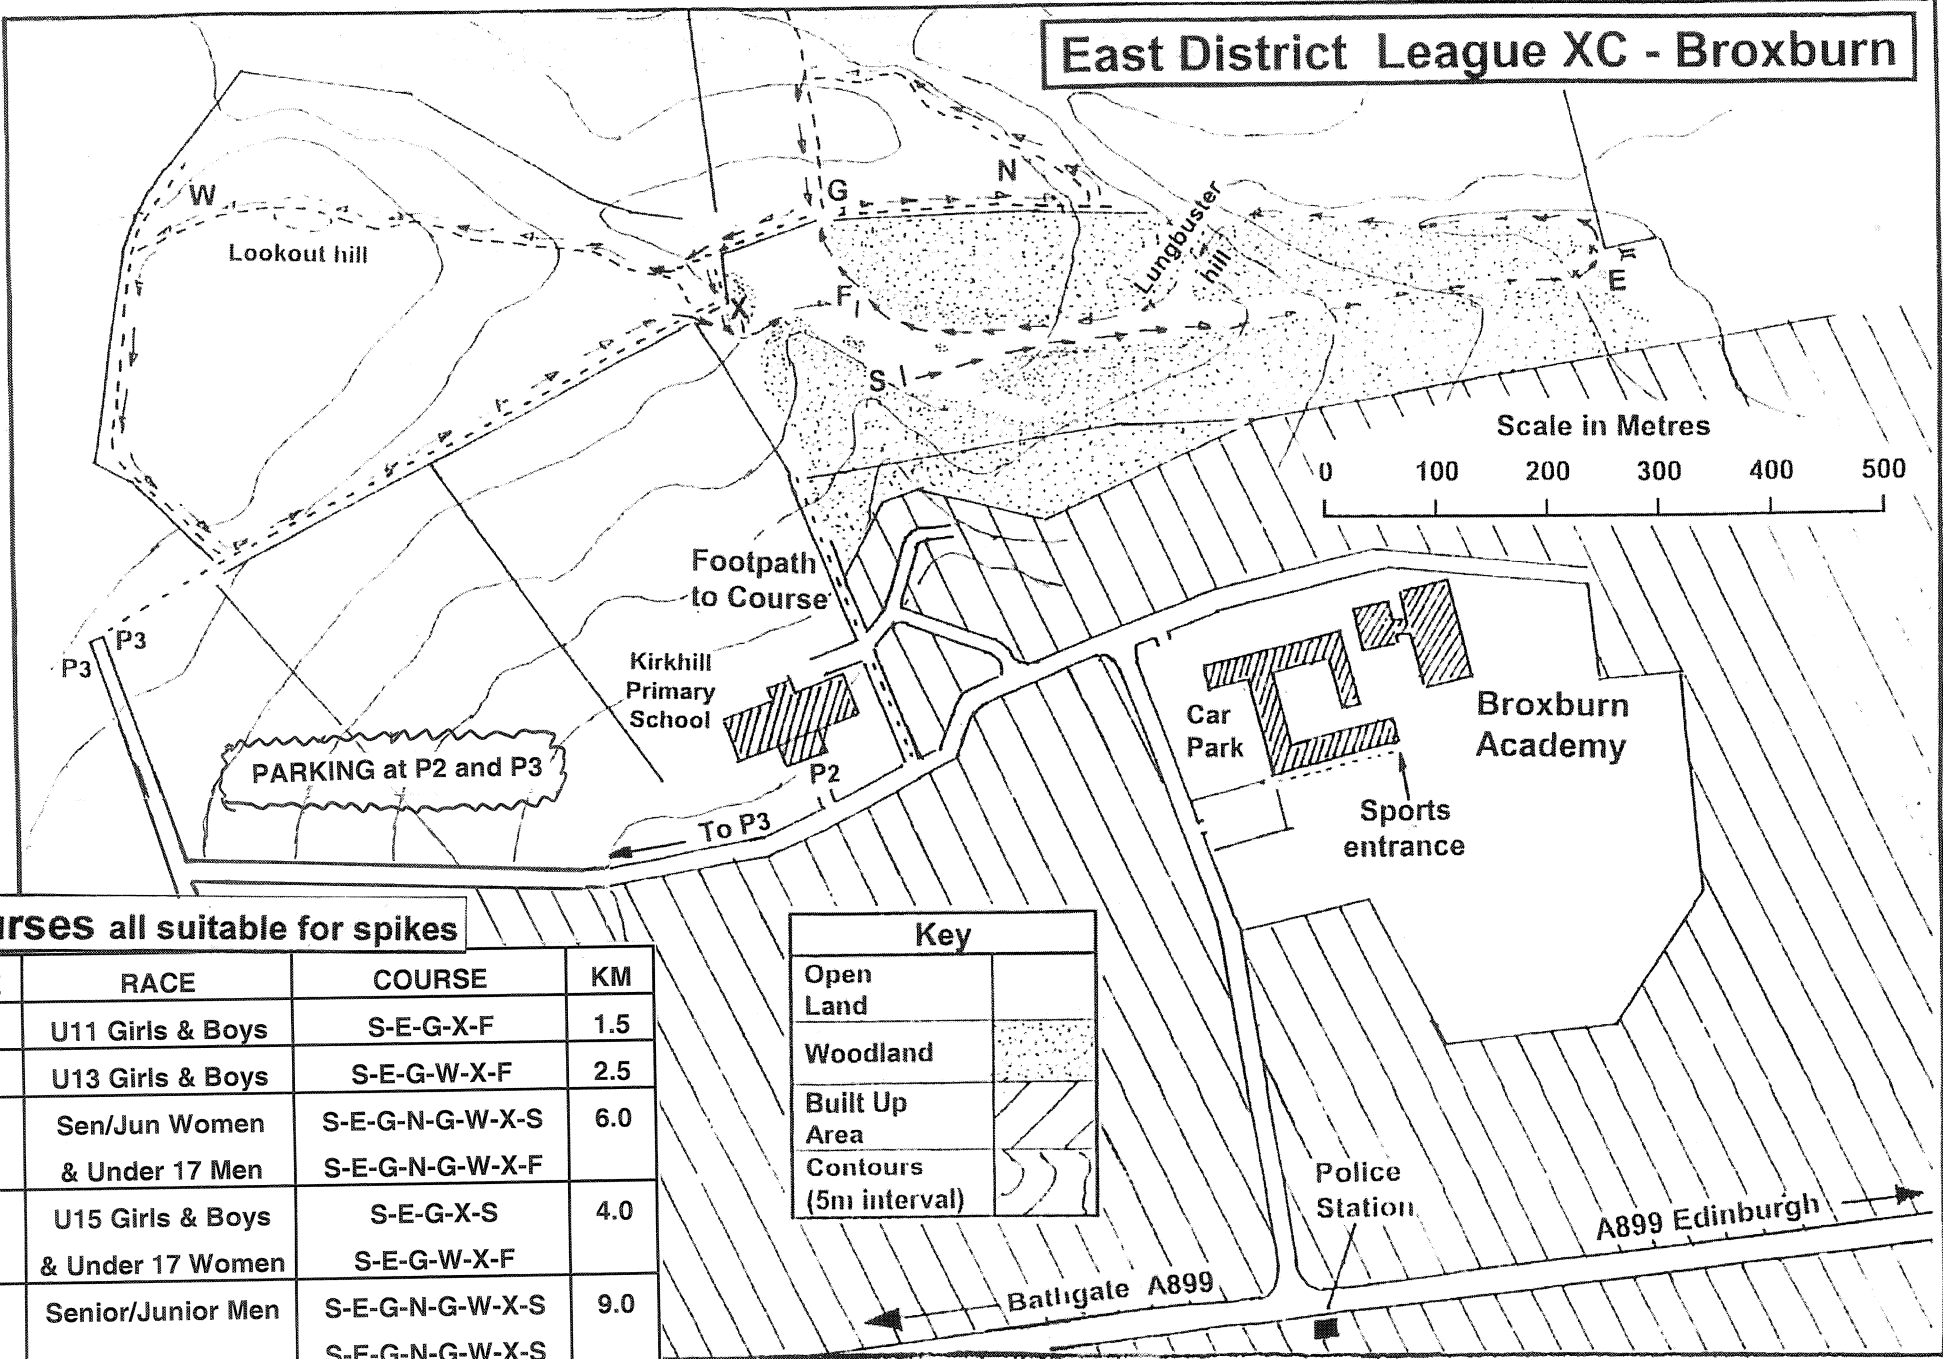 East District League XC - Broxburn
W
N
G
Lookout hill
Lungbuster
hill
E
X
F
S
Scale in Metres
0 100 200 300 400 500
Footpath
to Course
P3
P3
Kirkhill
Primary
School
P2
PARKING at P2 and P3
To P3
Car
Park
Broxburn
Academy
Sports
entrance
urses all suitable for spikes
RACE COURSE KM
U11 Girls & Boys S-E-G-X-F 1.5
U13 Girls & Boys S-E-G-W-X-F 2.5
Sen/Jun Women S-E-G-N-G-W-X-S 6.0
& Under 17 Men S-E-G-N-G-W-X-F
U15 Girls & Boys S-E-G-X-S 4.0
& Under 17 Women S-E-G-W-X-F
Senior/Junior Men S-E-G-N-G-W-X-S 9.0
S-E-G-N-G-W-X-S
Key
Open
Land
Woodland
Built Up
Area
Contours
(5m interval)
Police
Station
A899 Edinburgh
Bathgate A899